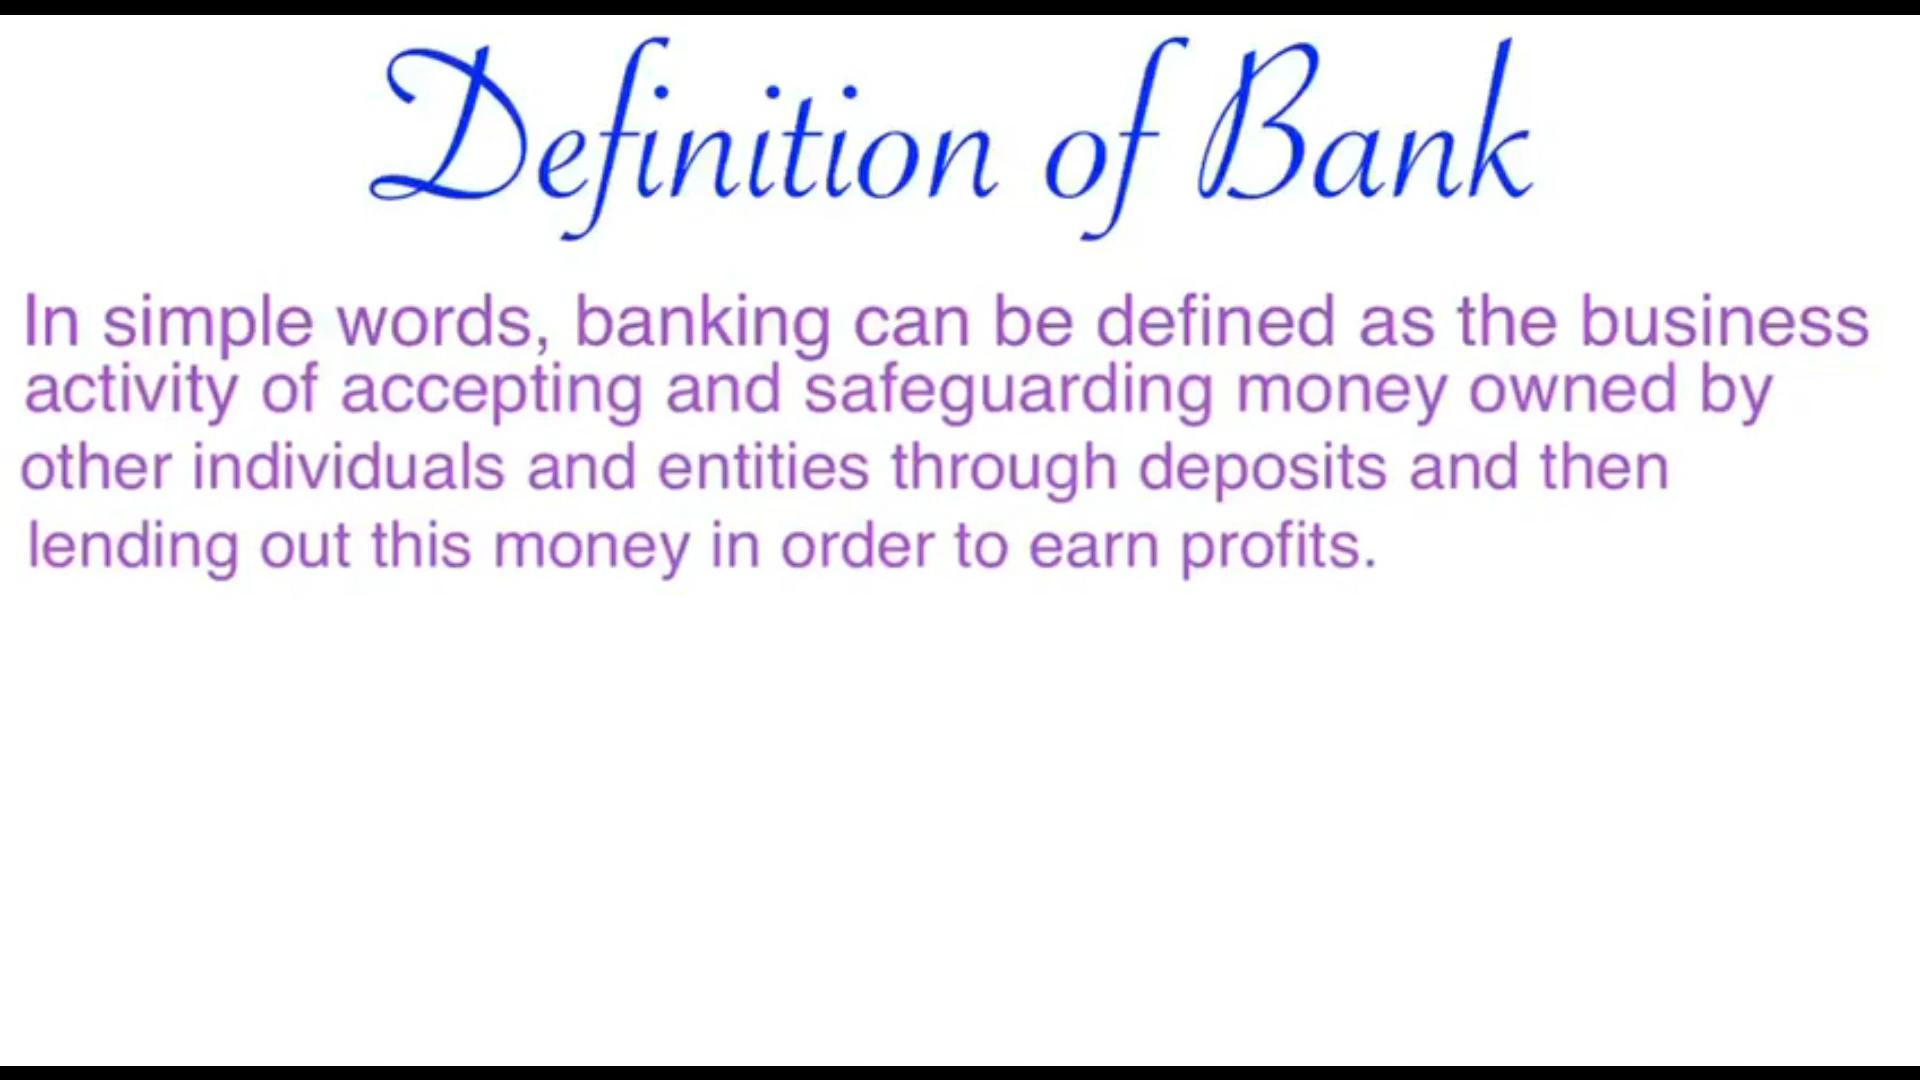 Definition of Bank
In simple words, banking can be defined as the business
activity of accepting and safeguarding money owned by
other individuals and entities through deposits and then
lending out this money in order to earn profits.